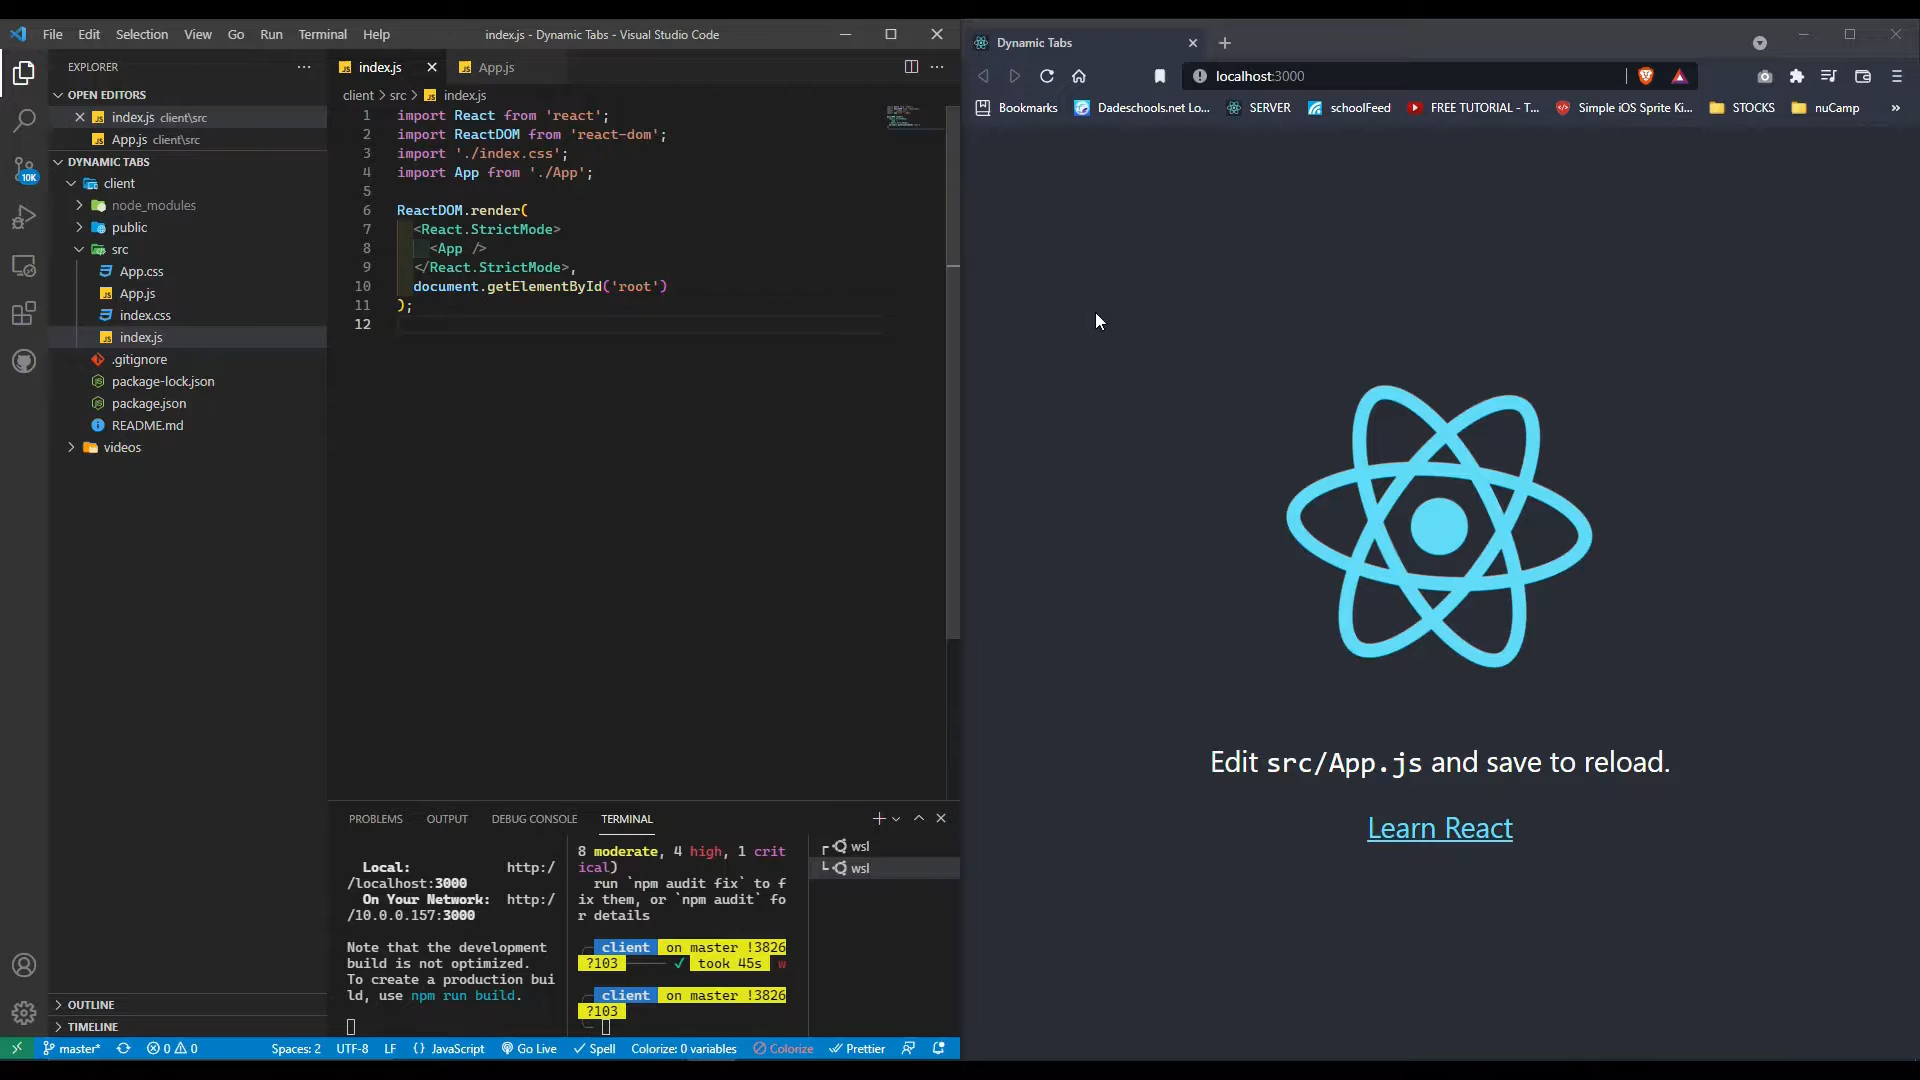 File Edit Selection View Go Run Terminal Help
index.js - Dynamic Tabs - Visual Studio Code
EXPLORER
OPEN EDITORS
index.js client\src
App.js client\src
DYNAMIC TABS
client
node_modules
public
src
App.css
App.js
index.css
index.js
.gitignore
package-lock.json
package.json
README.md
videos
OUTLINE
TIMELINE
10K
index.js
App.js
client > src > index.js
1 import React from 'react';
2 import ReactDOM from 'react-dom';
3 import './index.css';
4 import App from './App';
5
6 ReactDOM.render(
7 <React.StrictMode>
8 <App />
9 </React.StrictMode>,
10 document.getElementById('root')
11 );
12
PROBLEMS OUTPUT DEBUG CONSOLE TERMINAL
Local: http:/
/localhost:3000
On Your Network: http:/
/10.0.0.157:3000
Note that the development
build is not optimized.
To create a production bui
ld, use npm run build.
8 moderate, 4 high, 1 crit
ical)
run `npm audit fix` to f
ix them, or `npm audit` fo
r details
client on master !3826
?103 ✓ took 45s w
client on master !3826
?103
wsl
wsl
master* 0 0 Spaces: 2 UTF-8 LF {} JavaScript Go Live Spell Colorize: 0 variables Colorize Prettier
Dynamic Tabs
localhost:3000
Bookmarks Dadeschools.net Lo... SERVER schoolFeed FREE TUTORIAL - T... Simple iOS Sprite Ki... STOCKS nuCamp »
Edit src/App.js and save to reload.
Learn React